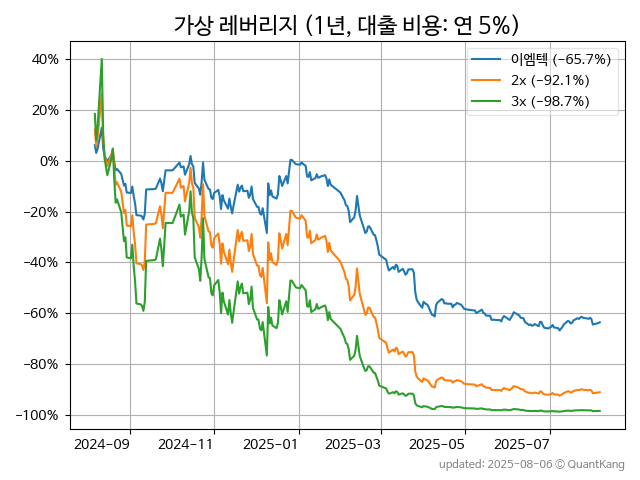 가상 레버리지 (1년, 대출 비용: 연 5%)
이엠텍 (−65.7%)
2x (−92.1%)
3x (−98.7%)
40%
20%
0%
−20%
−40%
−60%
−80%
−100%
2024-09 2024-11 2025-01 2025-03 2025-05 2025-07
updated: 2025-08-06 © QuantKang